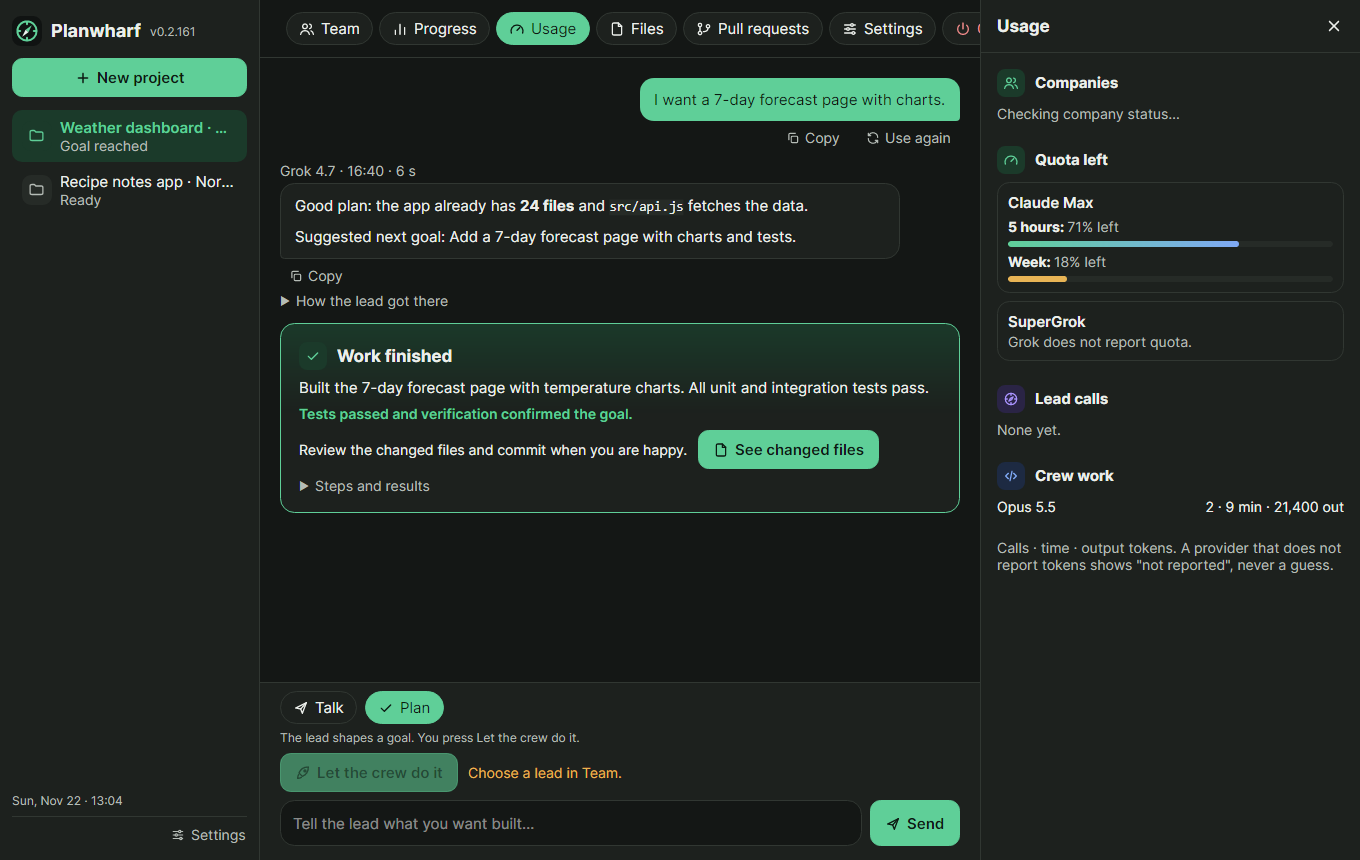 Planwharf v0.2.161
New project
Weather dashboard · ...
Goal reached
Recipe notes app · Nor...
Ready
Sun, Nov 22 · 13:04
Settings
Team
Progress
Usage
Files
Pull requests
Settings
I want a 7-day forecast page with charts.
Copy
Use again
Grok 4.7 · 16:40 · 6 s
Good plan: the app already has 24 files and src/api.js fetches the data.
Suggested next goal: Add a 7-day forecast page with charts and tests.
Copy
How the lead got there
Work finished
Built the 7-day forecast page with temperature charts. All unit and integration tests pass.
Tests passed and verification confirmed the goal.
Review the changed files and commit when you are happy.
See changed files
Steps and results
Talk
Plan
The lead shapes a goal. You press Let the crew do it.
Let the crew do it
Choose a lead in Team.
Tell the lead what you want built...
Send
Usage
Companies
Checking company status...
Quota left
Claude Max
5 hours: 71% left
Week: 18% left
SuperGrok
Grok does not report quota.
Lead calls
None yet.
Crew work
Opus 5.5
2 · 9 min · 21,400 out
Calls · time · output tokens. A provider that does not
report tokens shows "not reported", never a guess.